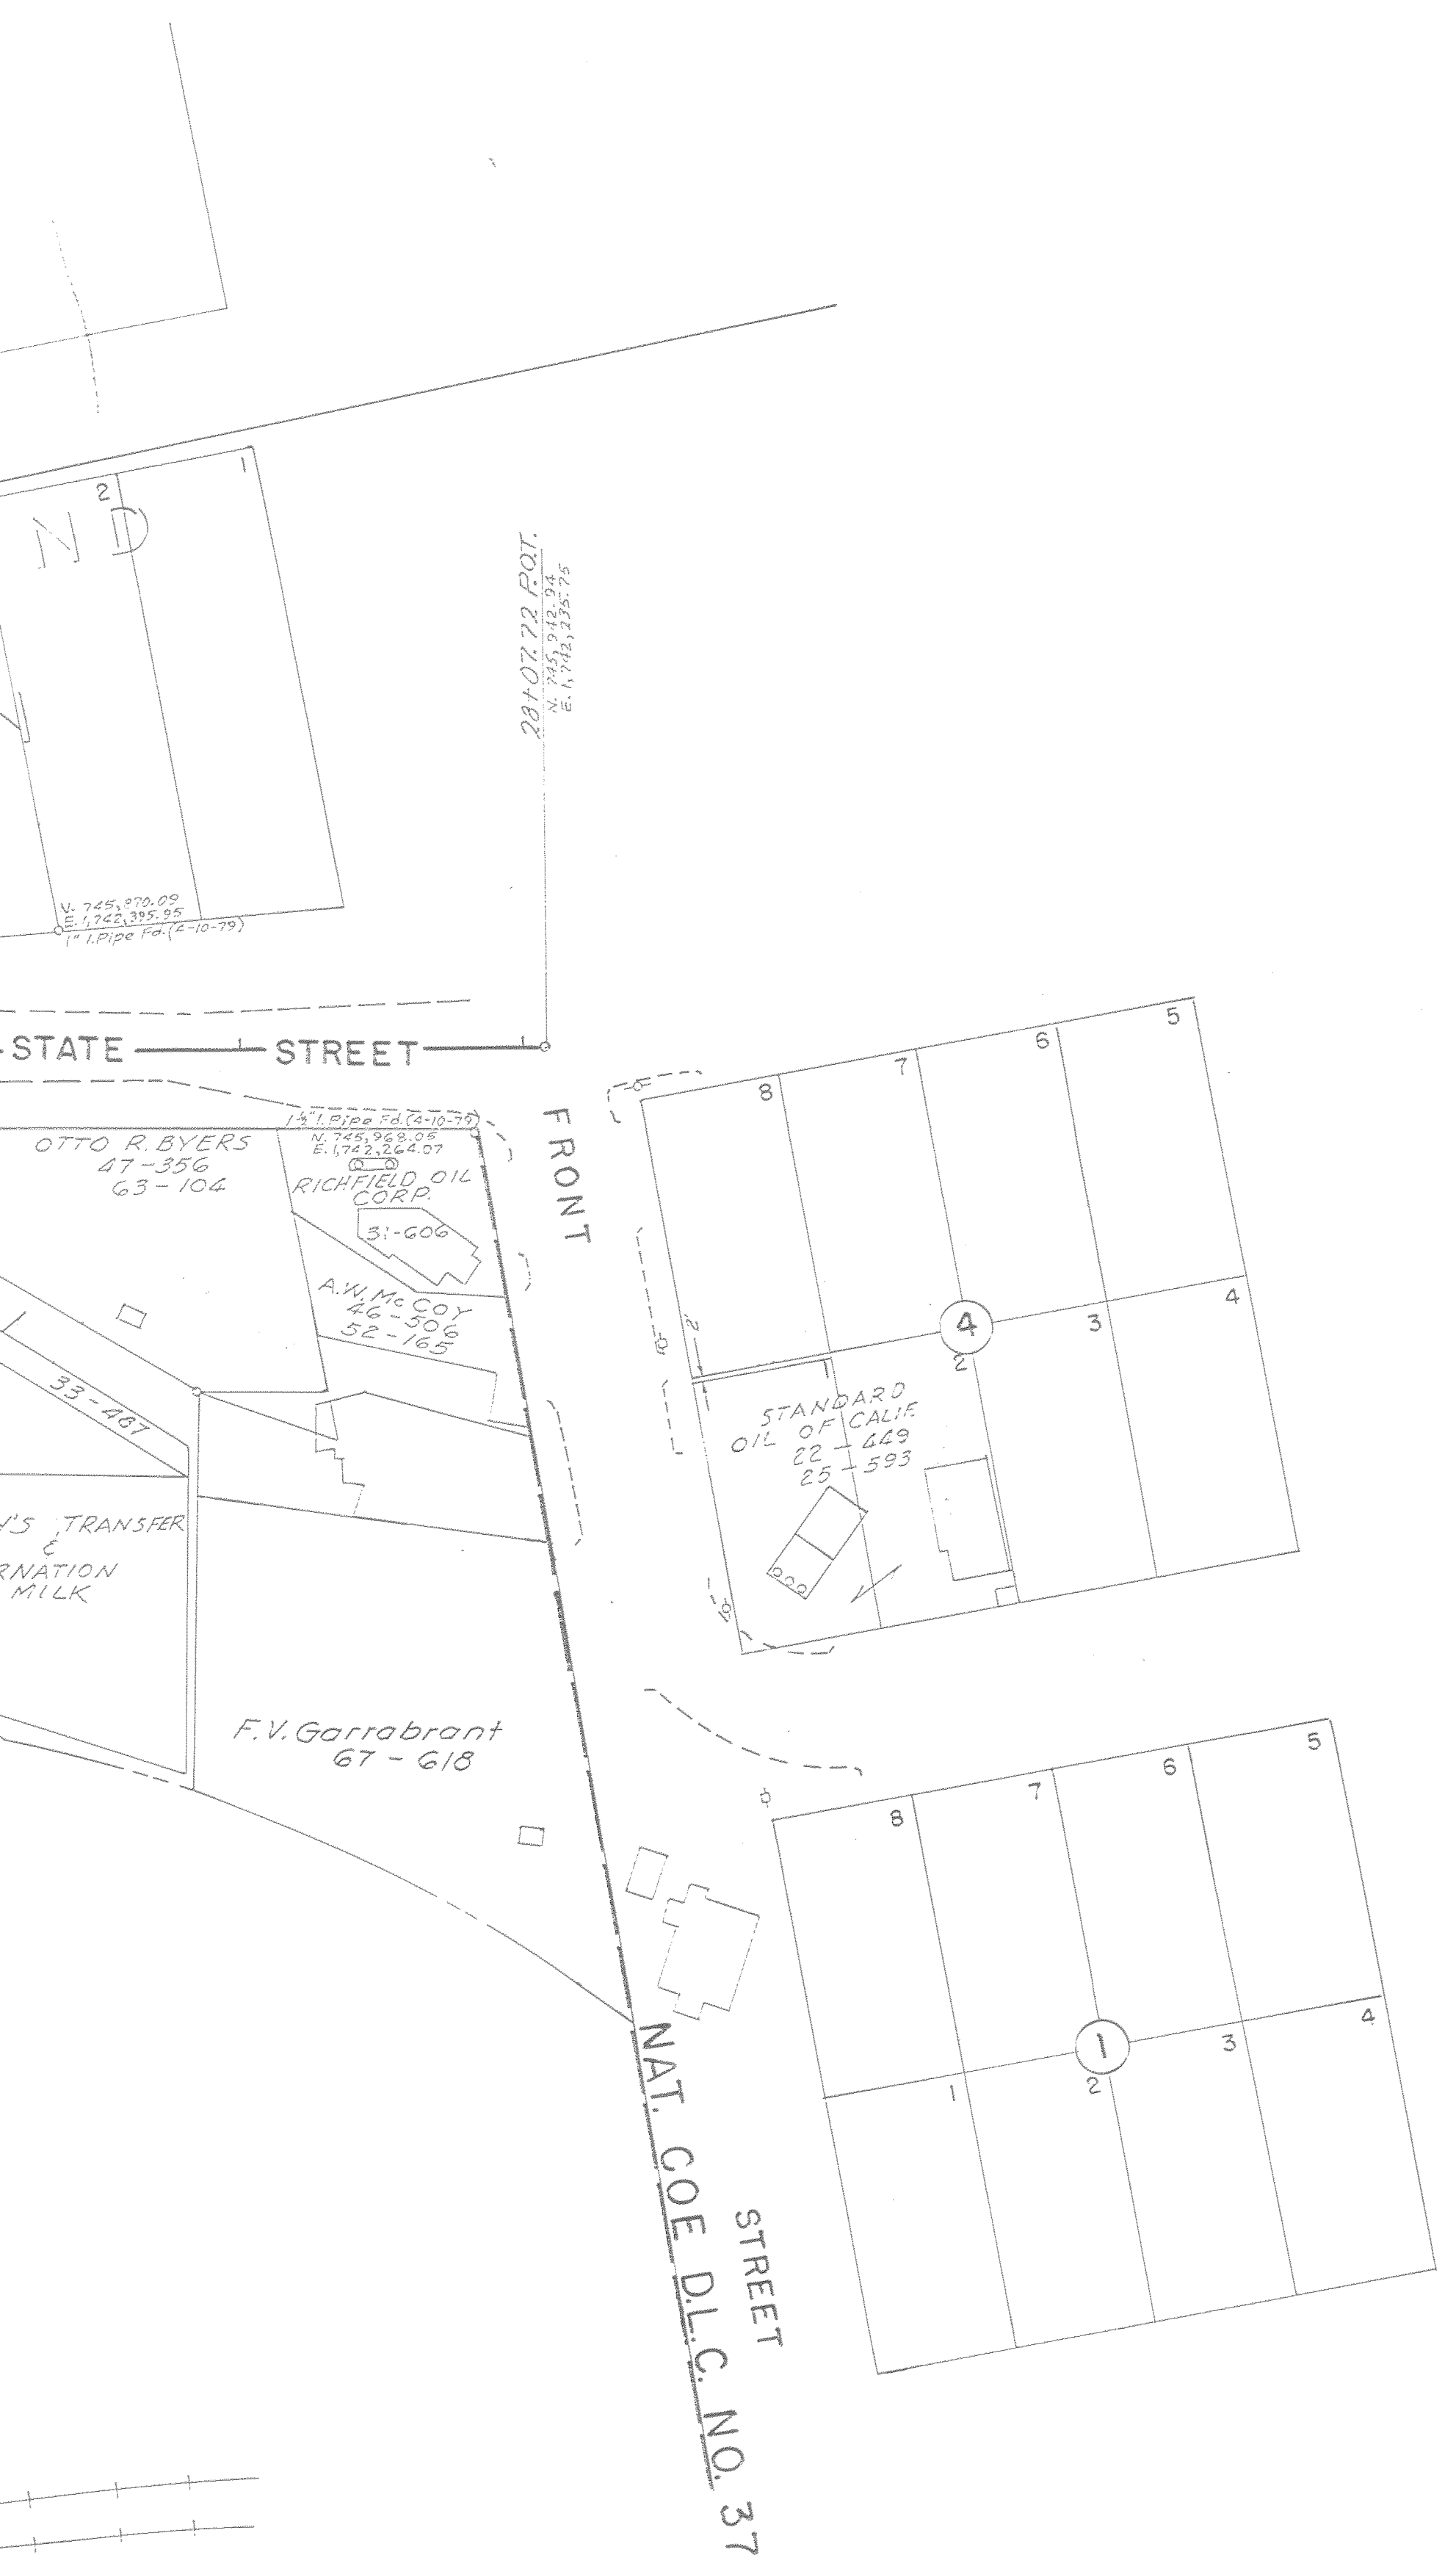 1
2
N D
28+07.72 P.O.T.
N. 745,942.94
E. 1,742,235.75
N. 745,870.09
E. 1,742,395.95
1" I.Pipe Fd.(4-10-79)
STATE STREET
1½" I.Pipe Fd.(4-10-79)
N. 745,968.05
E. 1,742,264.07
OTTO R. BYERS
47-356
63-104
RICHFIELD OIL
CORP.
31-606
A.W. McCOY
46-506
52-165
33-487
Y'S TRANSFER
&
RNATION
MILK
F.V. Garrabrant
67-618
FRONT
STREET
NAT. COE D.L.C. NO. 37
5
6
7
8
4
4
3
2
1
2'
STANDARD
OIL OF CALIF.
22-449
25-593
5
6
7
8
1
4
3
2
1